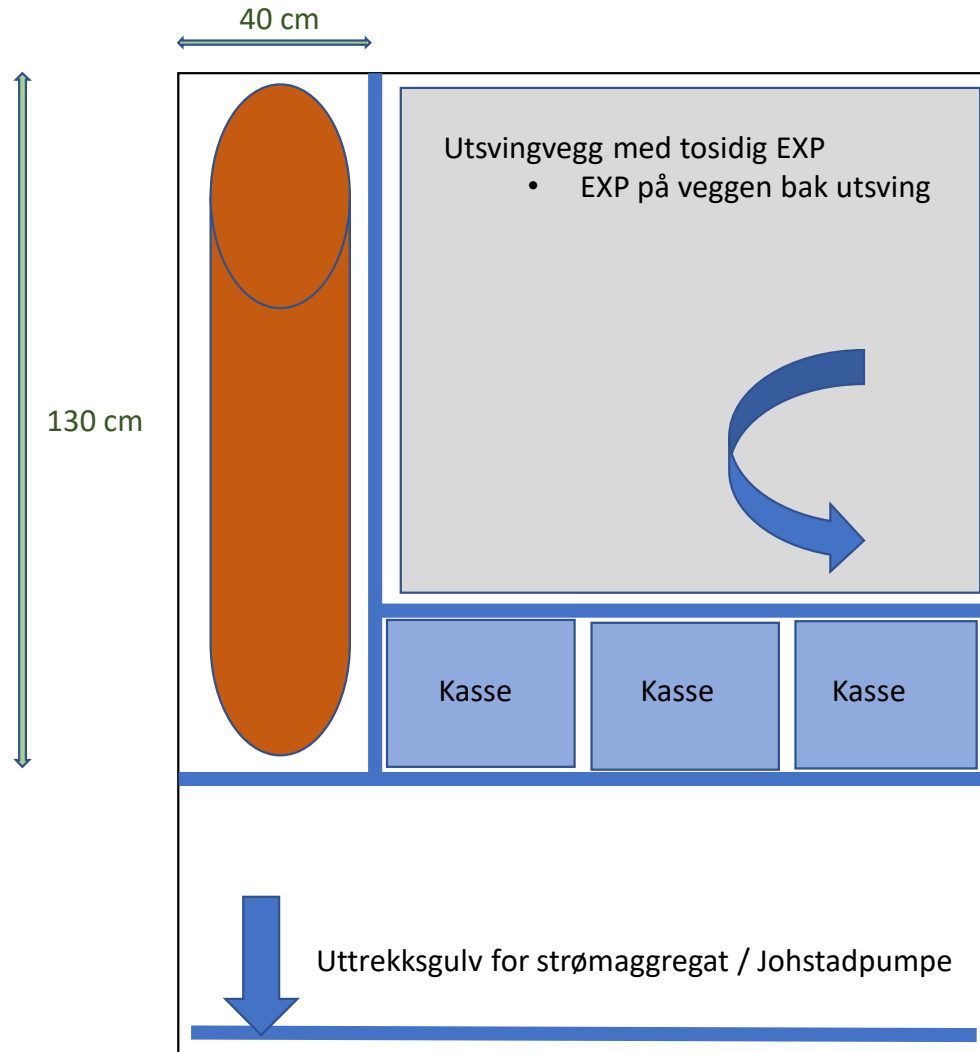 40 cm
Utsvingvegg med tosidig EXP
• EXP på veggen bak utsving
130 cm
Kasse
Kasse
Kasse
Uttrekksgulv for strømaggregat / Johstadpumpe